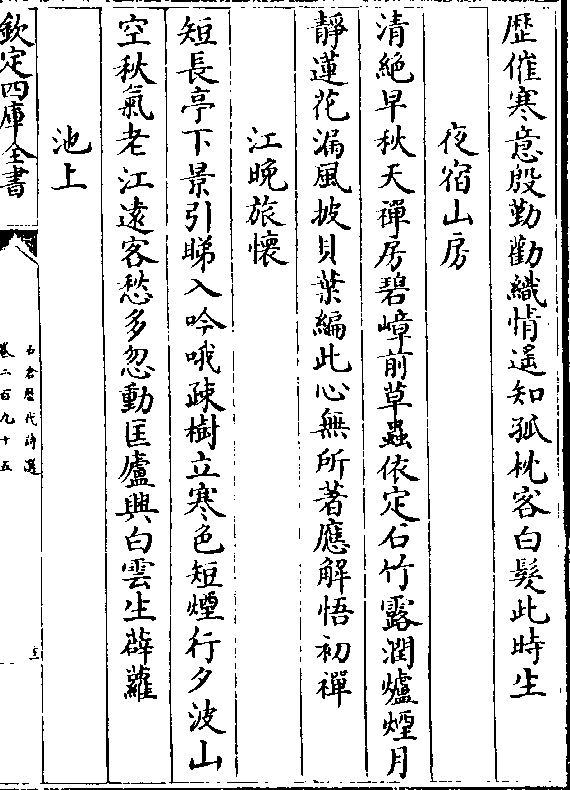 歴催寒意殷勤勸織情遥知孤枕客白髮此時生
夜宿山房
清絶早秋天禪房碧嶂前草蟲依定石竹露潤爐煙月
靜蓮花漏風披貝葉編此心無所著應解悟初禪
江晚旅懐
短長亭下景引睇入吟哦疎樹立寒色短煙行夕波山
空秋氣老江遠客愁多忽動匡廬興白雲生薜蘿
池上
欽定四庫全書
石倉歴代詩選
卷二百九十五